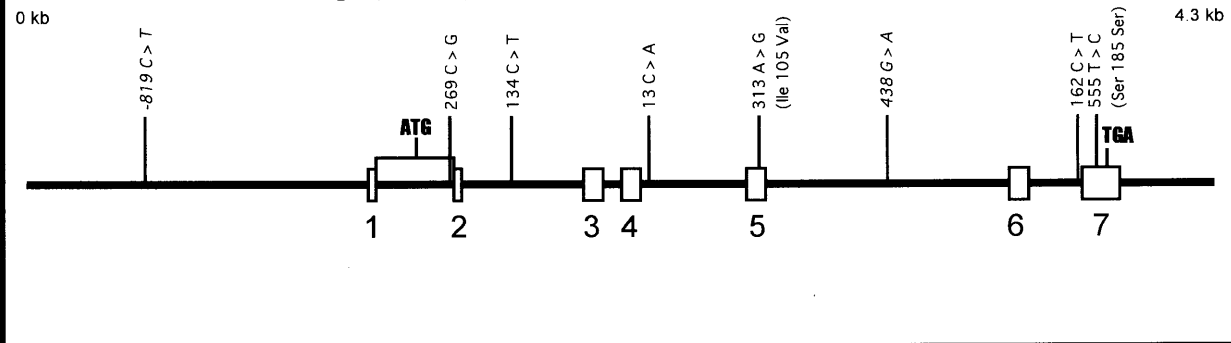 0 kb
4.3 kb
-819 C > T
269 C > G
134 C > T
13 C > A
313 A > G
(Ile 105 Val)
438 G > A
162 C > T
555 T > C
(Ser 185 Ser)
ATG
TGA
1 2 3 4 5 6 7